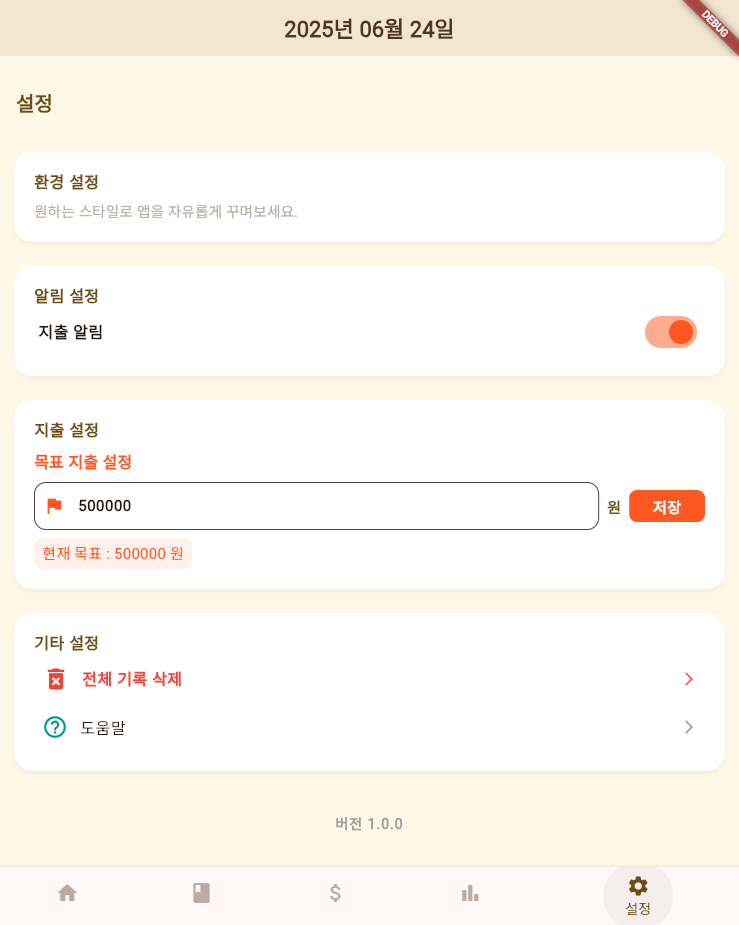 2025년 06월 24일
DEBUG
설정
환경 설정
원하는 스타일로 앱을 자유롭게 꾸며보세요.
알림 설정
지출 알림
지출 설정
목표 지출 설정
500000 원 저장
현재 목표 : 500000 원
기타 설정
전체 기록 삭제
도움말
버전 1.0.0
설정